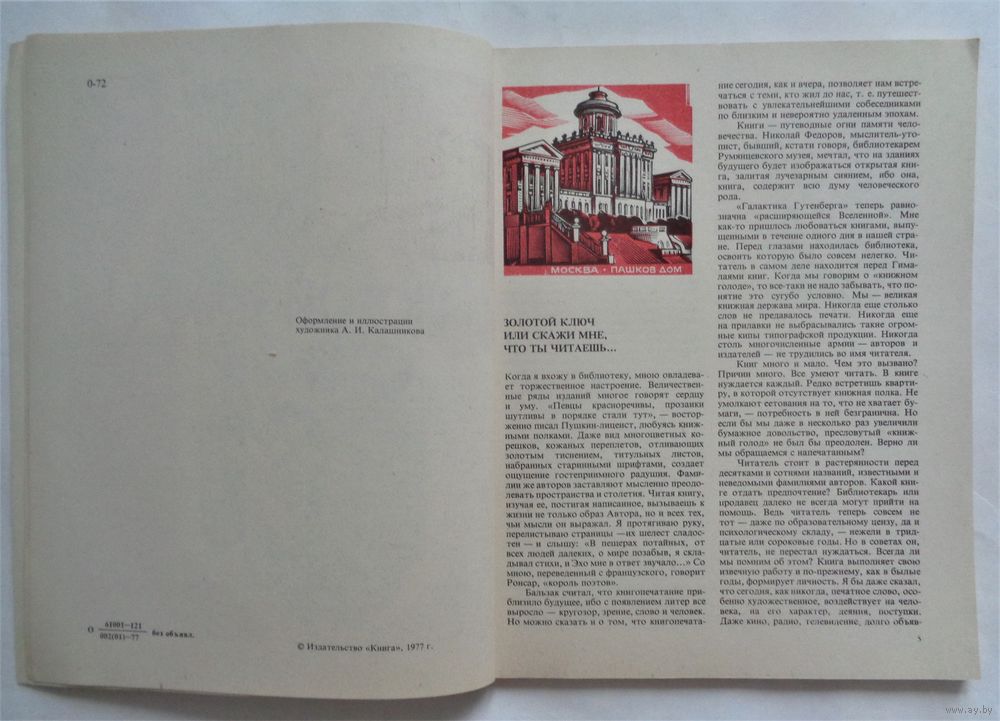 0-72
Оформление и иллюстрации
художника А. И. Калашникова
О 61001—121
002(01)—77 без объявл.
© Издательство «Книга», 1977 г.
МОСКВА · ПАШКОВ ДОМ
ЗОЛОТОЙ КЛЮЧ
ИЛИ СКАЖИ МНЕ,
ЧТО ТЫ ЧИТАЕШЬ...
Когда я вхожу в библиотеку, мною овладева-
ет торжественное настроение. Величествен-
ные ряды изданий многое говорят сердцу
и уму. «Певцы красноречивы, прозаики
шутливы в порядке стали тут», — востор-
женно писал Пушкин-лицеист, любуясь книж-
ными полками. Даже вид многоцветных ко-
решков, кожаных переплетов, отливающих
золотым тиснением, титульных листов,
набранных старинными шрифтами, создает
ощущение гостеприимного радушия. Фами-
лии же авторов заставляют мысленно преодо-
левать пространства и столетия. Читая книгу,
изучая ее, постигая написанное, вызываешь к
жизни не только образ Автора, но и всех тех,
чьи мысли он выражал. Я протягиваю руку,
перелистываю страницы —их шелест сладос-
тен — и слышу: «В пещерах потайных, от
всех людей далеких, о мире позабыв, я скла-
дывал стихи, и Эхо мне в ответ звучало...» Со
мною, переведенный с французского, говорит
Ронсар, «король поэтов».
Бальзак считал, что книгопечатание при-
близило будущее, ибо с появлением литер все
выросло — кругозор, зрение, слово и человек.
Но можно сказать и о том, что книгопечата-
ние сегодня, как и вчера, позволяет нам встре-
чаться с теми, кто жил до нас, т. е. путешест-
вовать с увлекательнейшими собеседниками
по близким и невероятно удаленным эпохам.
Книги — путеводные огни памяти чело-
вечества. Николай Федоров, мыслитель-уто-
пист, бывший, кстати говоря, библиотекарем
Румянцевского музея, мечтал, что на зданиях
будущего будет изображаться открытая кни-
га, залитая лучезарным сиянием, ибо она,
книга, содержит всю думу человеческого
рода.
«Галактика Гутенберга» теперь равно-
значна «расширяющейся Вселенной». Мне
как-то пришлось любоваться книгами, выпу-
щенными в течение одного дня в нашей стра-
не. Перед глазами находилась библиотека,
освоить которую было совсем нелегко. Чи-
татель в самом деле находится перед Гима-
лаями книг. Когда мы говорим о «книжном
голоде», то все-таки не надо забывать, что по-
нятие это сугубо условно. Мы — великая
книжная держава мира. Никогда еще столько
слов не предавалось печати. Никогда еще
на прилавки не выбрасывались такие огром-
ные кипы типографской продукции. Никогда
столь многочисленные армии — авторов и
издателей — не трудились во имя читателя.
Книг много и мало. Чем это вызвано?
Причин много. Все умеют читать. В книге
нуждается каждый. Редко встретишь кварти-
ру, в которой отсутствует книжная полка. Не
умолкают сетования на то, что не хватает бу-
маги, — потребность в ней безгранична. Но
если бы мы даже в несколько раз увеличили
бумажное довольство, пресловутый «книж-
ный голод» не был бы преодолен. Верно ли
мы обращаемся с напечатанным?
Читатель стоит в растерянности перед
десятками и сотнями названий, известными и
неведомыми фамилиями авторов. Какой кни-
ге отдать предпочтение? Библиотекарь или
продавец далеко не всегда могут прийти на
помощь. Ведь читатель теперь совсем не
тот — даже по образовательному цензу, да и
психологическому складу, — нежели в трид-
цатые или сороковые годы. Но в советах он,
читатель, не перестал нуждаться. Всегда ли
мы помним об этом? Книга выполняет свою
извечную работу и по-прежнему, как в былые
годы, формирует личность. Я бы даже сказал,
что сегодня, как никогда, печатное слово, осо-
бенно художественное, воздействует на чело-
века, на его характер, деяния, поступки.
Даже кино, радио, телевидение, долго объяв-
5
www.ay.by